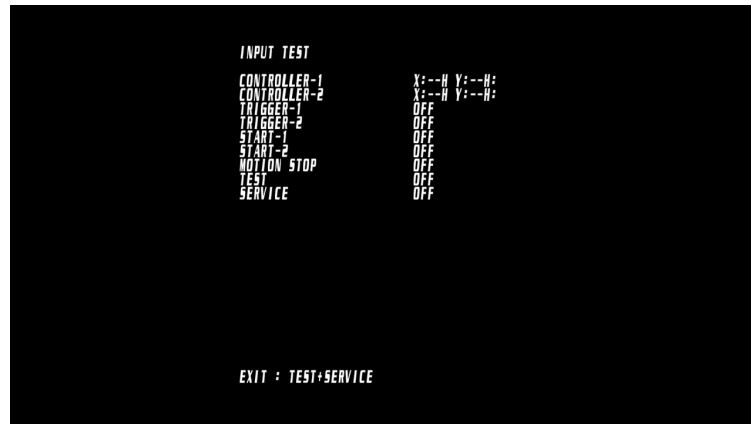 INPUT TEST
CONTROLLER-1 X:--H Y:--H:
CONTROLLER-2 X:--H Y:--H:
TRIGGER-1 OFF
TRIGGER-2 OFF
START-1 OFF
START-2 OFF
MOTION STOP OFF
TEST OFF
SERVICE OFF
EXIT : TEST+SERVICE